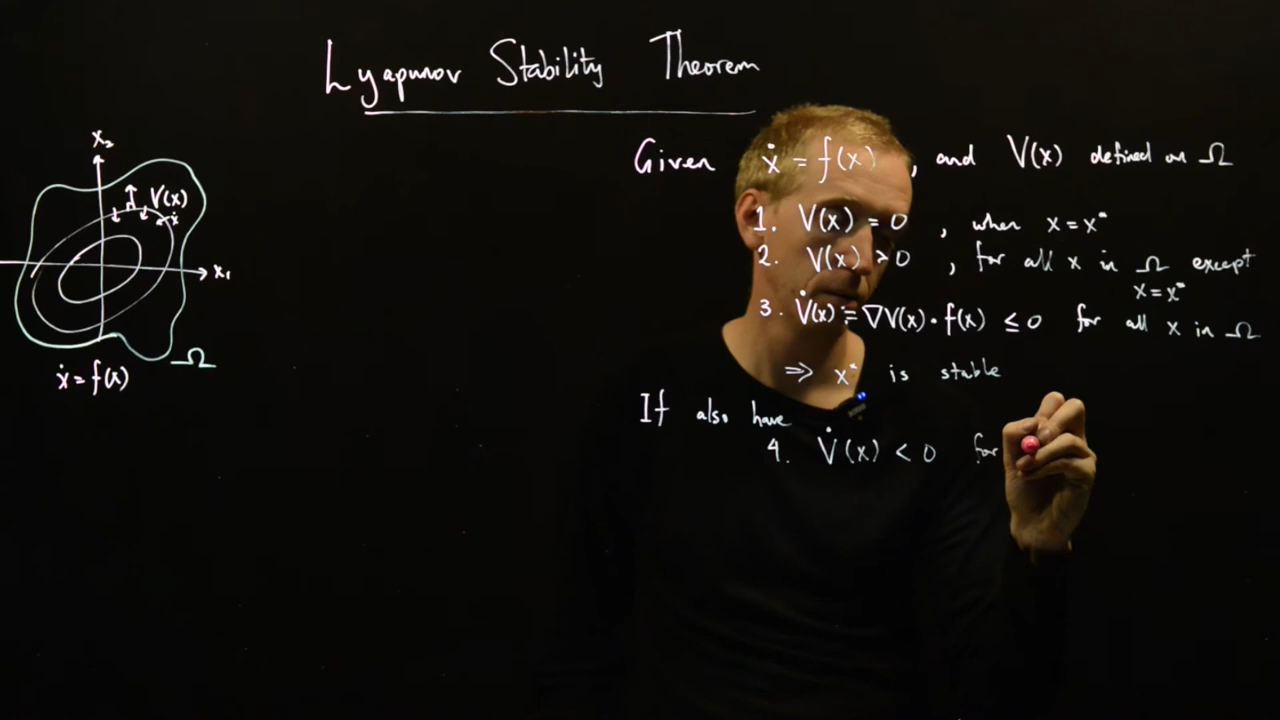 Lyapunov Stability Theorem
Given ẋ = f(x), and V(x) defined on Ω
1. V(x) = 0, when x = x*
2. V(x) > 0, for all x in Ω except
x = x*
3. V̇(x) = ∇V(x) · f(x) ≤ 0 for all x in Ω
⇒ x* is stable
If also have
4. V̇(x) < 0 for
x₂
V(x)
ẋ
x₁
Ω
ẋ = f(x)